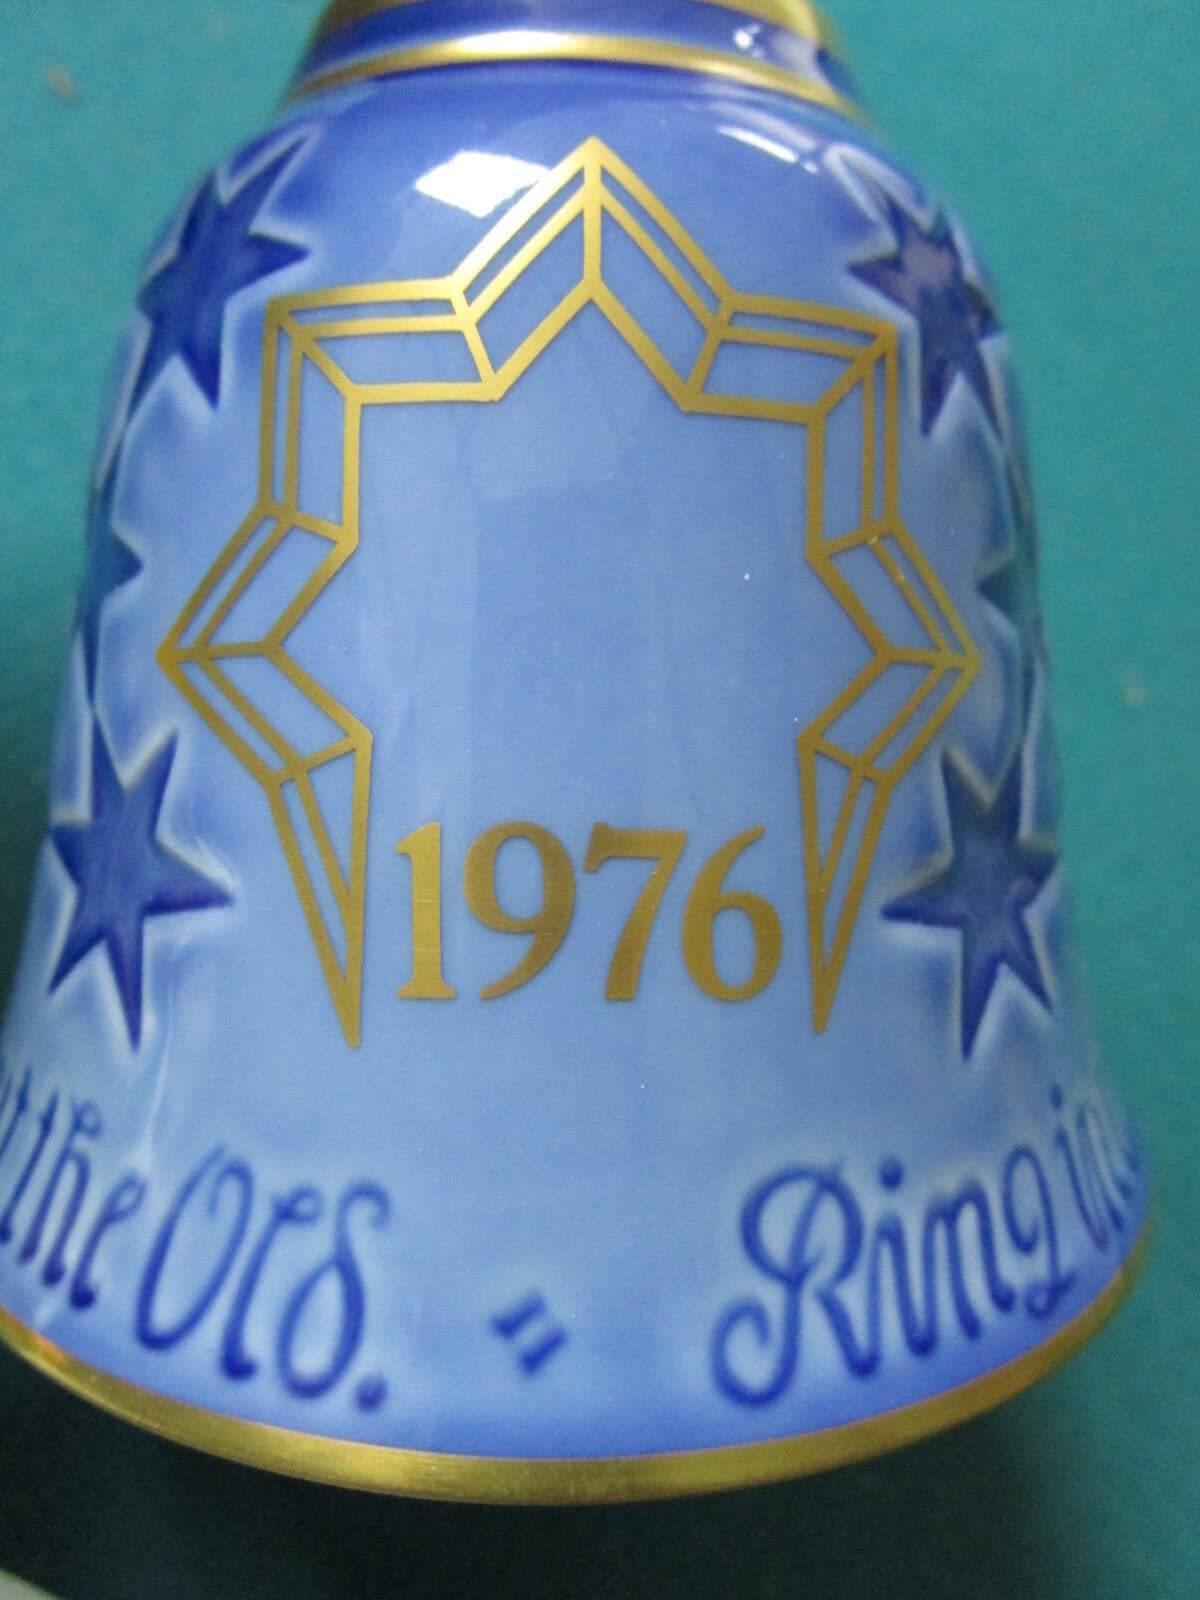 1976
the Old. " Ring in